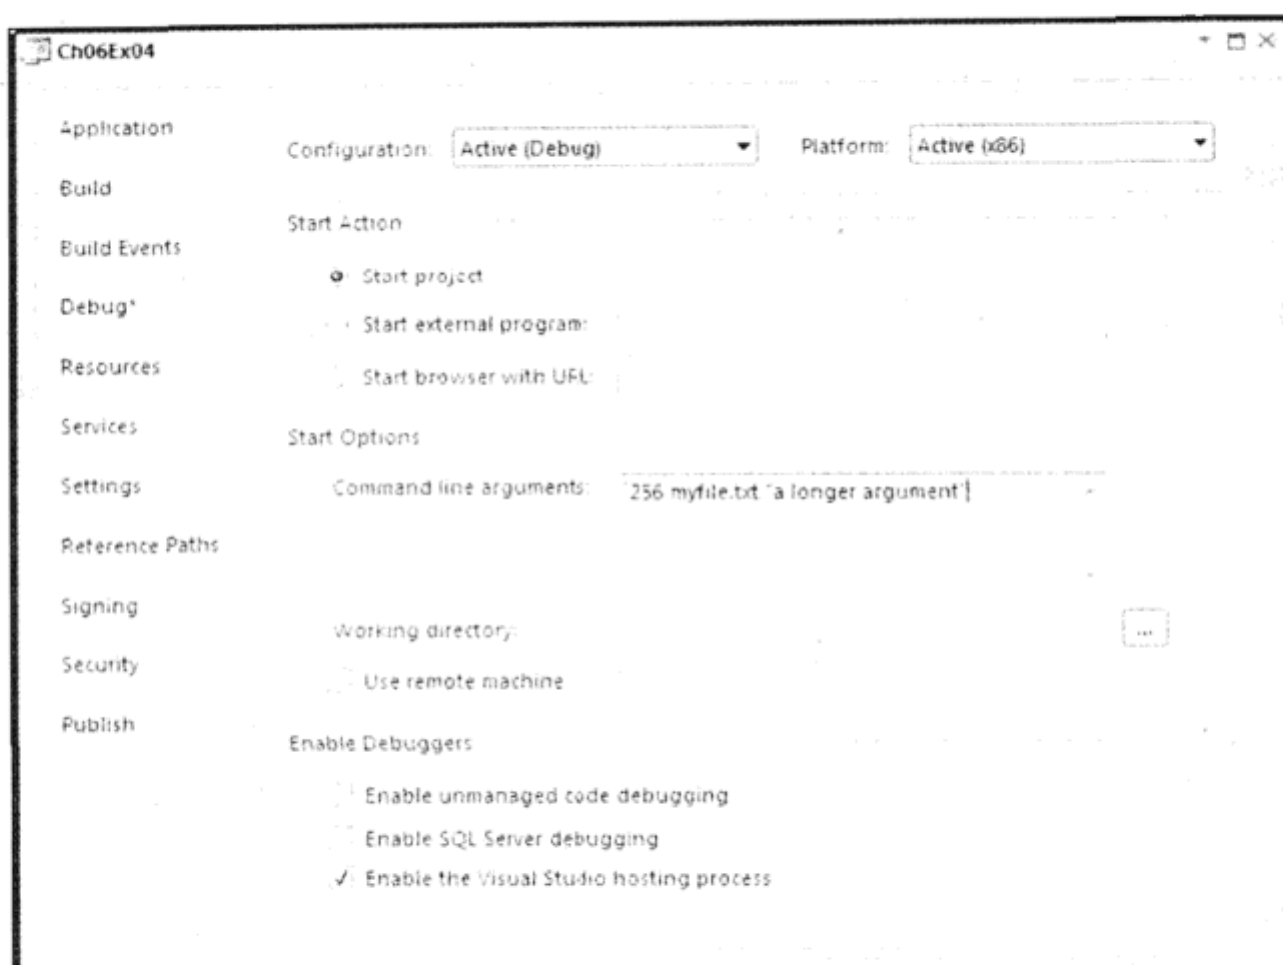 Ch06Ex04
Application
Build
Build Events
Debug*
Resources
Services
Settings
Reference Paths
Signing
Security
Publish
Configuration: Active (Debug) Platform: Active (x86)
Start Action
Start project
Start external program:
Start browser with URL:
Start Options
Command line arguments: 256 myfile.txt "a longer argument"
Working directory: ...
Use remote machine
Enable Debuggers
Enable unmanaged code debugging
Enable SQL Server debugging
Enable the Visual Studio hosting process